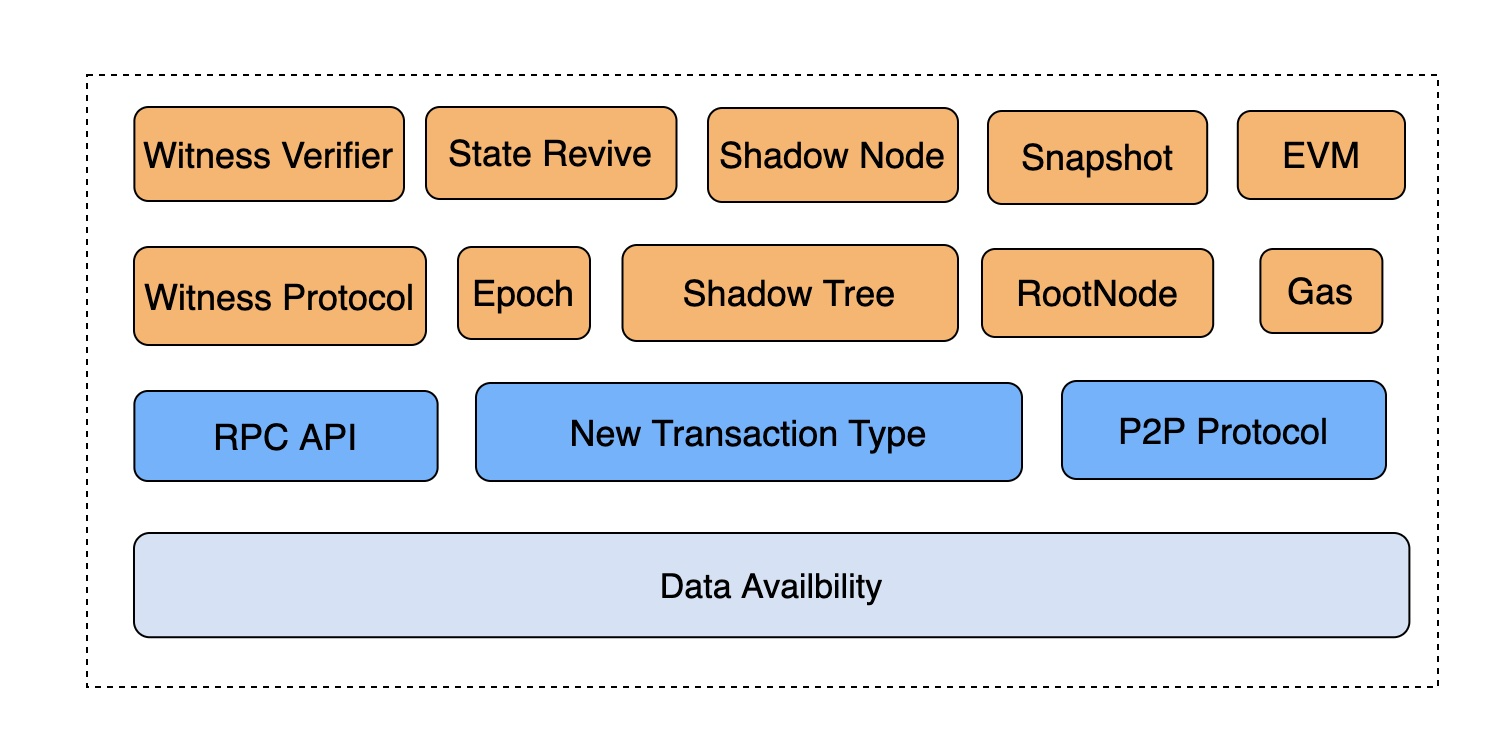 Witness Verifier
State Revive
Shadow Node
Snapshot
EVM
Witness Protocol
Epoch
Shadow Tree
RootNode
Gas
RPC API
New Transaction Type
P2P Protocol
Data Availbility